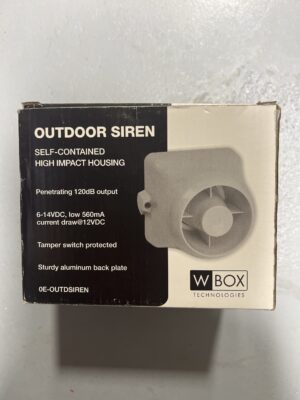 OUTDOOR SIREN
SELF-CONTAINED
HIGH IMPACT HOUSING
Penetrating 120dB output
6-14VDC, low 560mA
current draw@12VDC
Tamper switch protected
Sturdy aluminum back plate
0E-OUTDSIREN
W BOX
TECHNOLOGIES